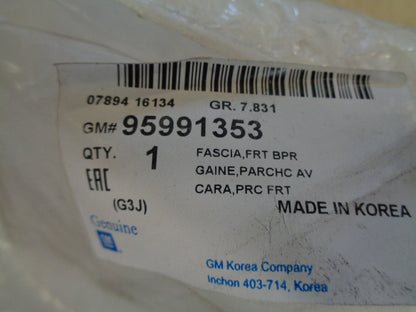 07894 16134 GR. 7.831
GM# 95991353
QTY. 1 FASCIA,FRT BPR
GAINE,PARCHC AV
EAC CARA,PRC FRT
(G3J) MADE IN KOREA
Genuine
GM
GM Korea Company
Inchon 403-714, Korea